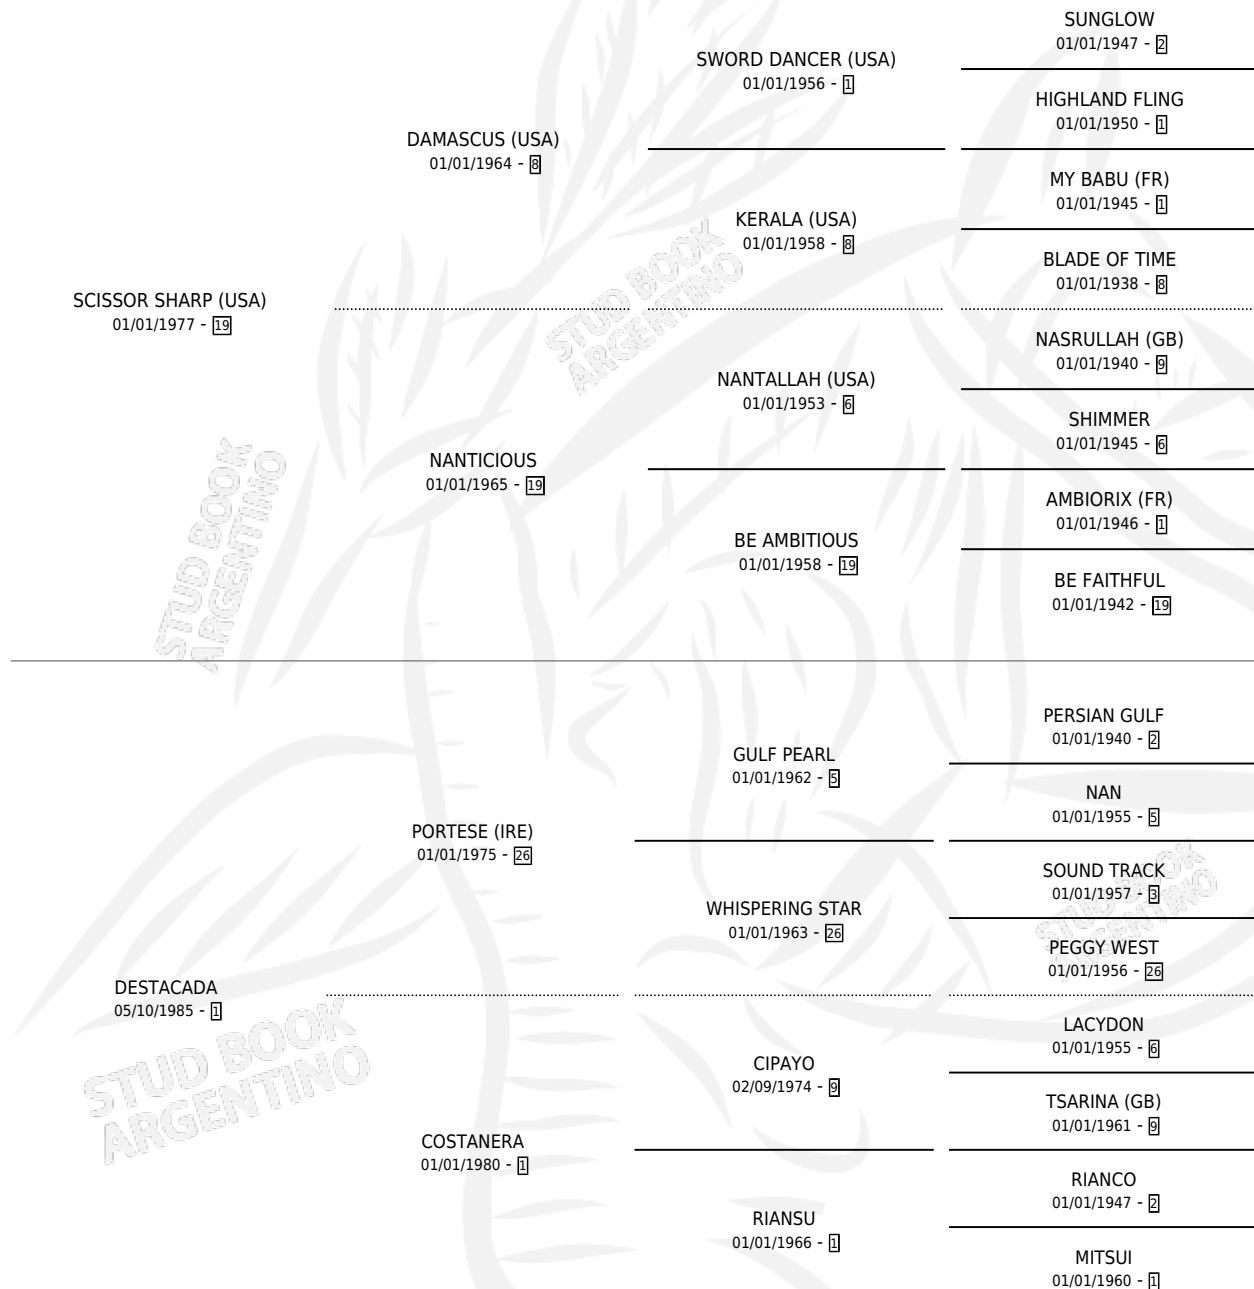 SUNGLOW
01/01/1947 - 2
SWORD DANCER (USA)
01/01/1956 - 1
HIGHLAND FLING
01/01/1950 - 1
DAMASCUS (USA)
01/01/1964 - 8
MY BABU (FR)
01/01/1945 - 1
KERALA (USA)
01/01/1958 - 8
BLADE OF TIME
01/01/1938 - 8
SCISSOR SHARP (USA)
01/01/1977 - 19
NASRULLAH (GB)
01/01/1940 - 9
NANTALLAH (USA)
01/01/1953 - 6
SHIMMER
01/01/1945 - 6
NANTICIOUS
01/01/1965 - 19
AMBIORIX (FR)
01/01/1946 - 1
BE AMBITIOUS
01/01/1958 - 19
BE FAITHFUL
01/01/1942 - 19
PERSIAN GULF
01/01/1940 - 2
GULF PEARL
01/01/1962 - 5
NAN
01/01/1955 - 5
PORTESE (IRE)
01/01/1975 - 26
SOUND TRACK
01/01/1957 - 3
WHISPERING STAR
01/01/1963 - 26
PEGGY WEST
01/01/1956 - 26
DESTACADA
05/10/1985 - 1
LACYDON
01/01/1955 - 6
CIPAYO
02/09/1974 - 9
TSARINA (GB)
01/01/1961 - 9
COSTANERA
01/01/1980 - 1
RIANCO
01/01/1947 - 2
RIANSU
01/01/1966 - 1
MITSUI
01/01/1960 - 1
STUD BOOK
ARGENTINO
STUD BOOK
ARGENTINO
STUD BOOK
ARGENTINO
STUD BOOK
ARGENTINO